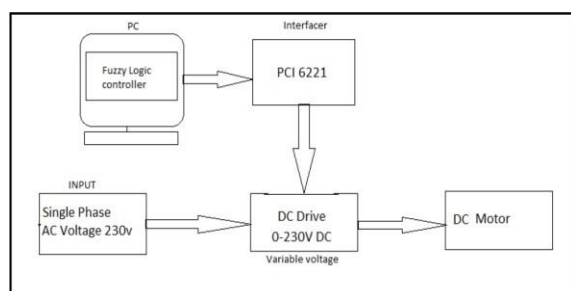 PC
Interfacer
Fuzzy Logic
controller
PCI 6221
INPUT
Single Phase
AC Voltage 230v
DC Drive
0-230V DC
Variable voltage
DC Motor